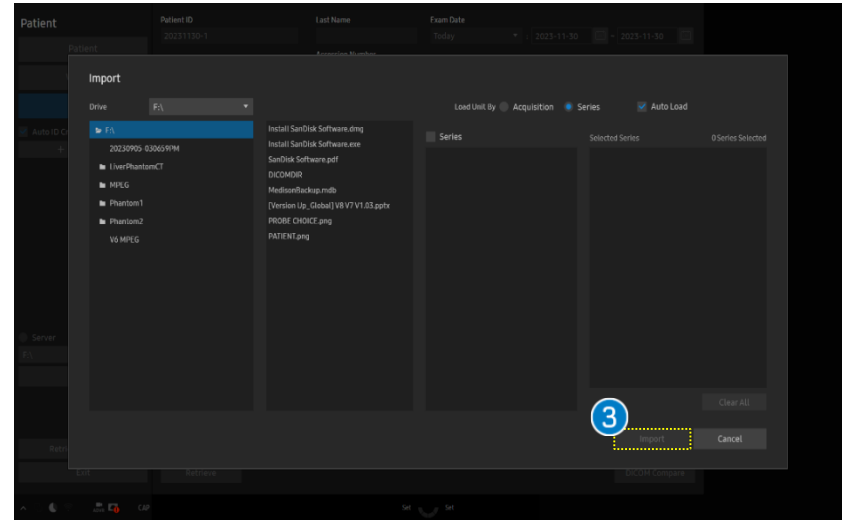 Patient
Patient ID
Last Name
Exam Date
20231130-1
Today
: 2023-11-30
- 2023-11-30
Patient
Accession Number
Import
Drive
F:\
Load Unit By
Acquisition
Series
Auto Load
Auto ID
F:\
20230905-030659PM
LiverPhantomCT
MPEG
Phantom1
Phantom2
V6 MPEG
Install SanDisk Software.dmg
Install SanDisk Software.exe
SanDisk Software.pdf
DICOMDIR
MedisonBackup.mdb
[Version Up_Global] V8 V7 V1.03.pptx
PROBE CHOICE.png
PATIENT.png
Series
Selected Series
0 Series Selected
Server
F:\
Clear All
3
Import
Cancel
Retri
Exit
Retrieve
DICOM Compare
CAP
Set
Set